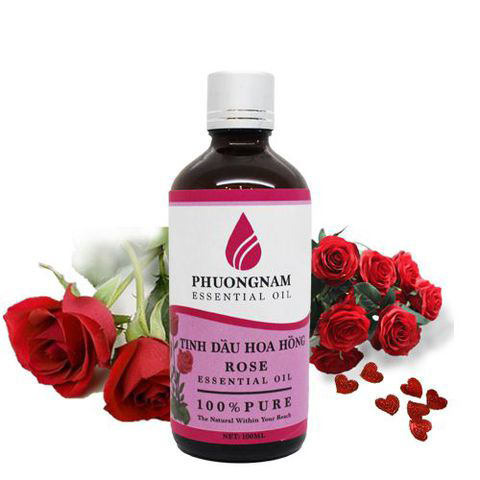 PHUONGNAM
ESSENTIAL OIL
TINH DẦU HOA HỒNG
ROSE
ESSENTIAL OIL
100% PURE
The Natural Within Your Reach
NET: 100ML